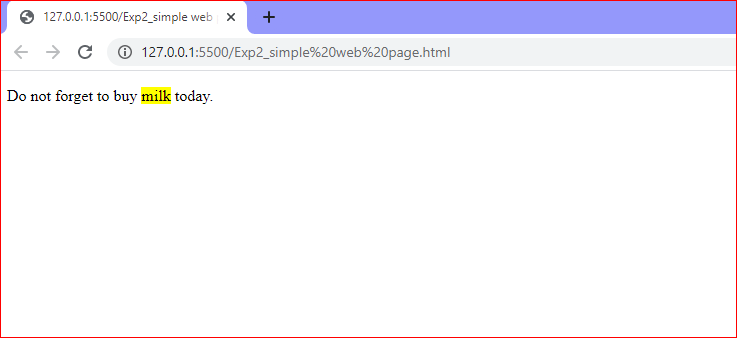 127.0.0.1:5500/Exp2_simple web
127.0.0.1:5500/Exp2_simple%20web%20page.html
Do not forget to buy milk today.